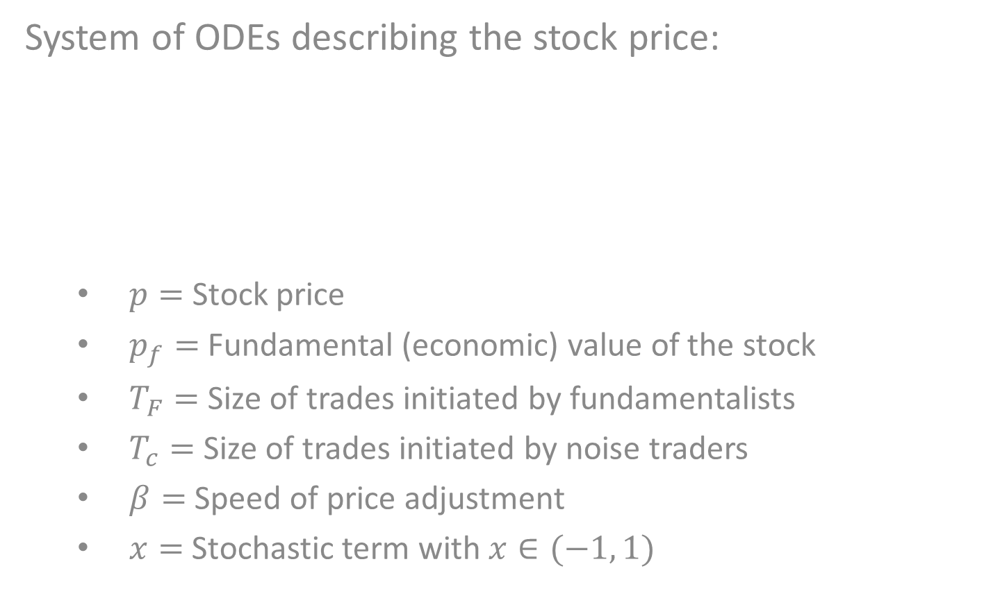 System of ODEs describing the stock price:
• 𝑝 = Stock price
• 𝑝_𝑓 = Fundamental (economic) value of the stock
• 𝑇_𝐹 = Size of trades initiated by fundamentalists
• 𝑇_𝑐 = Size of trades initiated by noise traders
• 𝛽 = Speed of price adjustment
• 𝑥 = Stochastic term with 𝑥 ∈ (−1, 1)